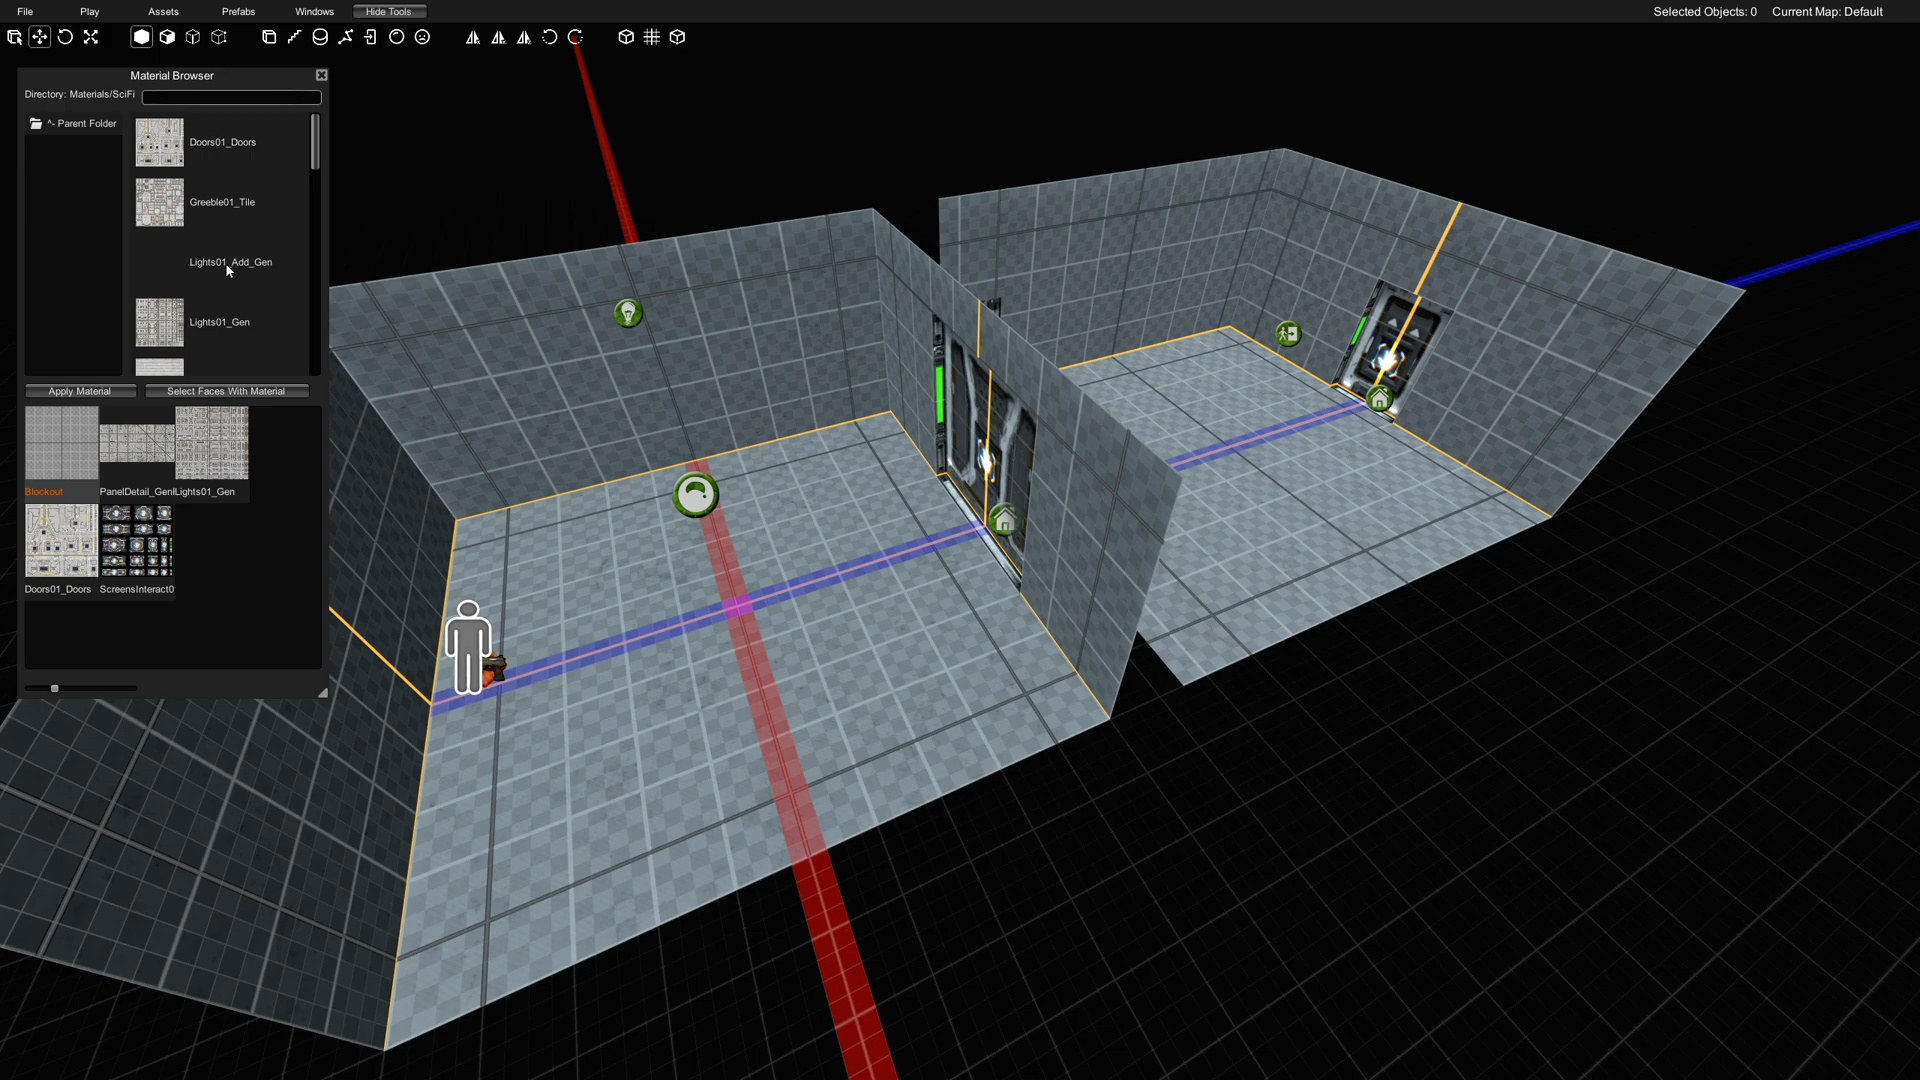 File Play Assets Prefabs Windows Hide Tools Selected Objects: 0 Current Map: Default
Material Browser
Directory: Materials/SciFi
^- Parent Folder
Doors01_Doors
Greeble01_Tile
Lights01_Add_Gen
Lights01_Gen
Apply Material Select Faces With Material
Blockout PanelDetail_Gen Lights01_Gen
Doors01_Doors ScreensInteract0